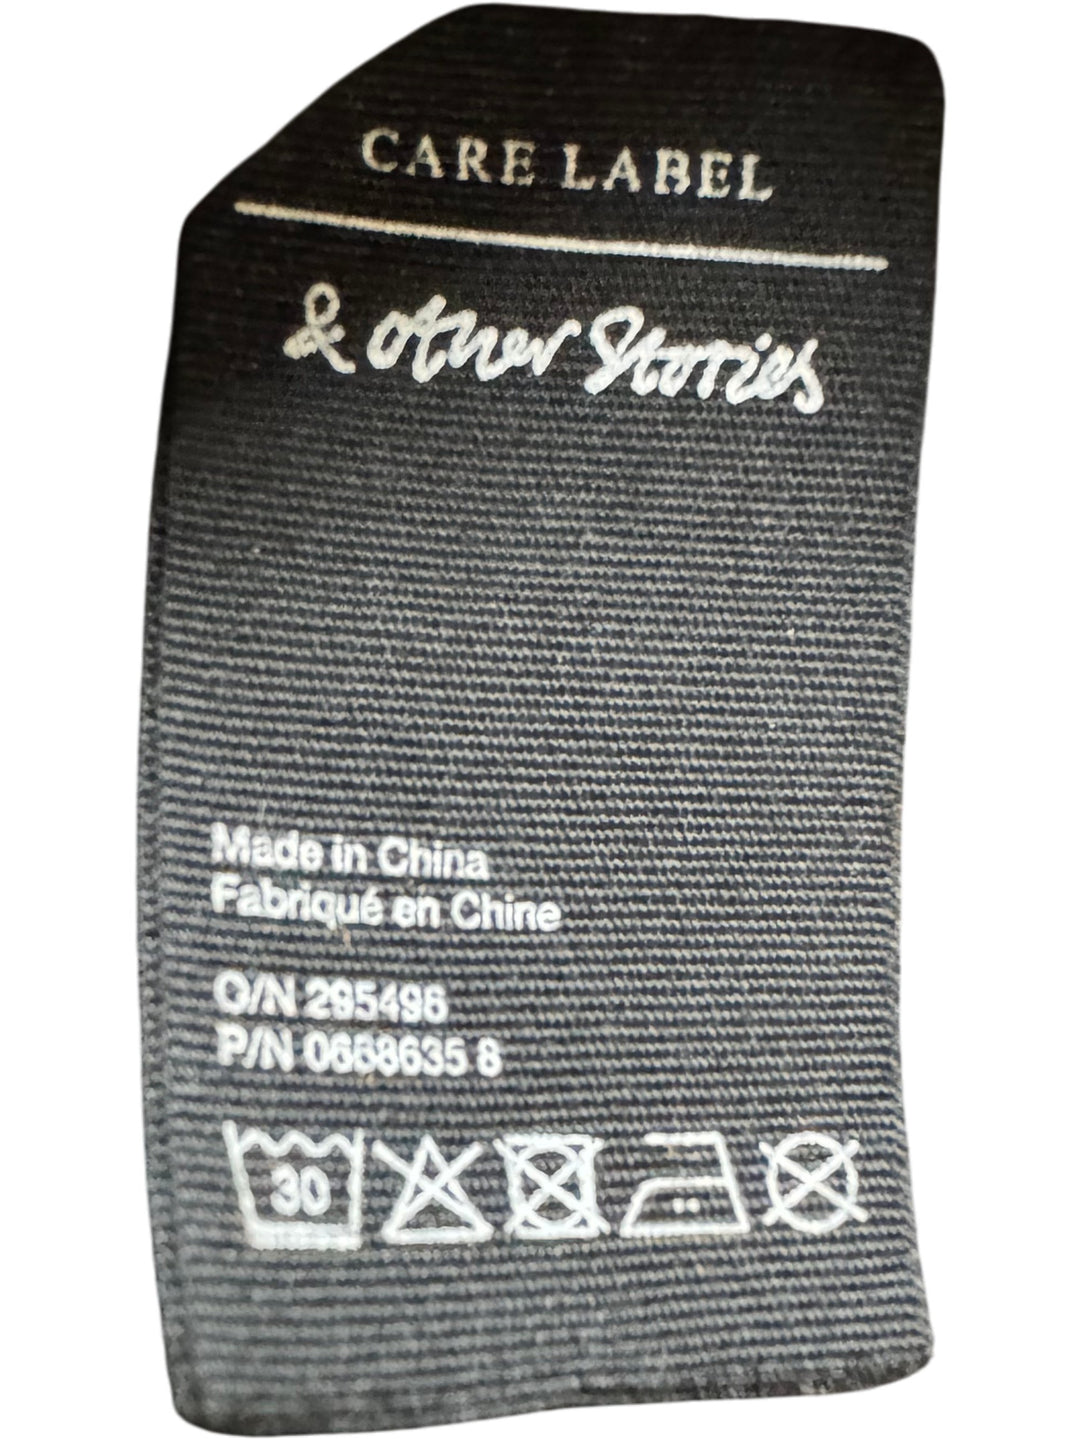 CARE LABEL
& other Stories
Made in China
Fabriqué en Chine
O/N 295496
P/N 0668635 8
30